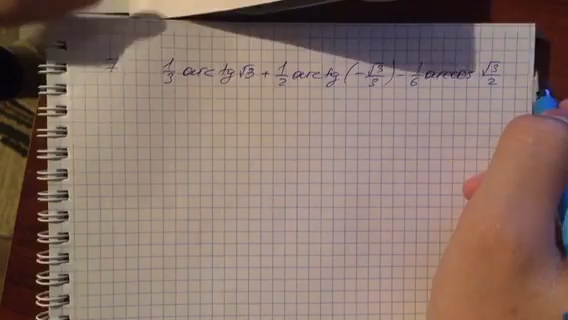 7 1/3 arctg √3 + 1/2 arctg (-√3/3) - 1/6 arccos √3/2